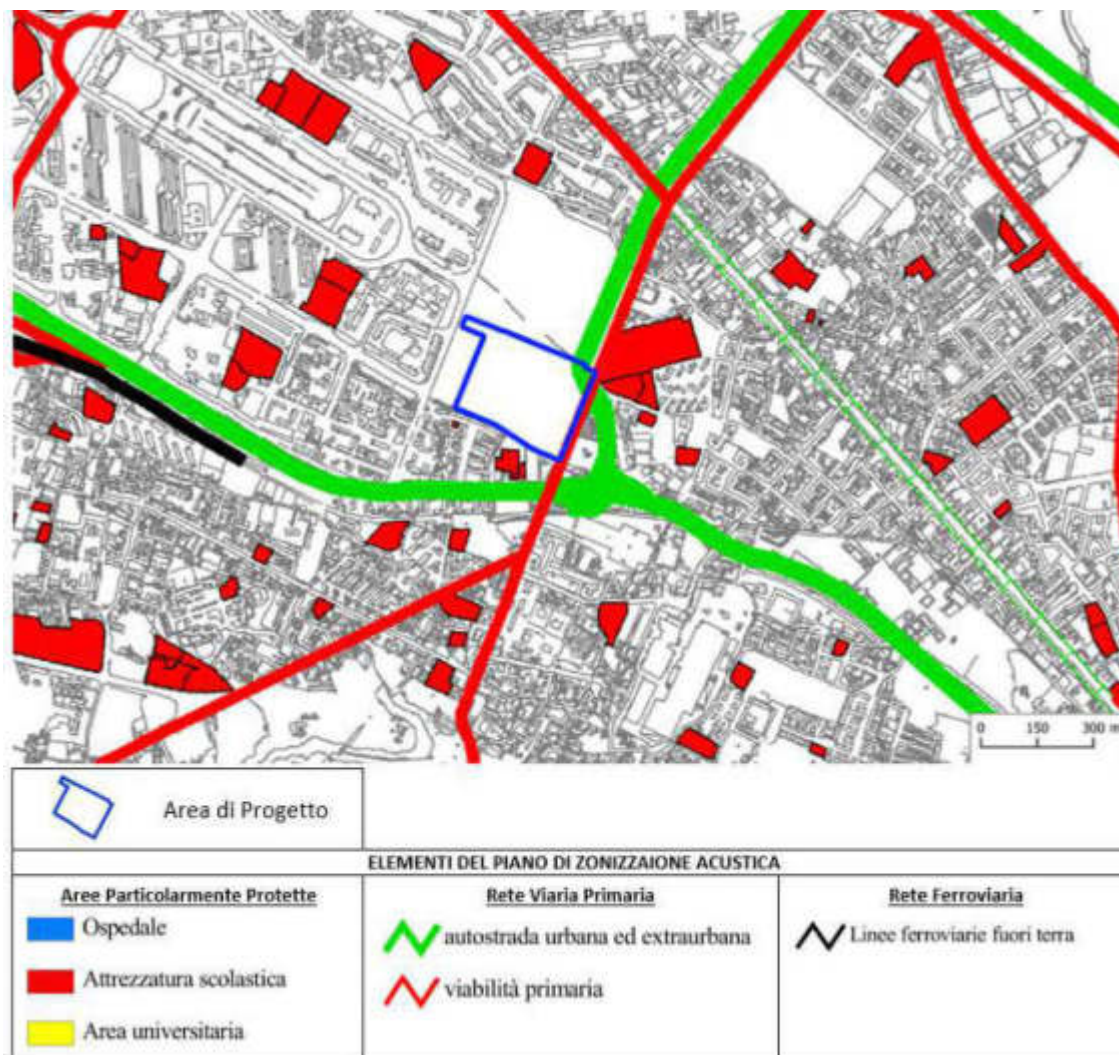 0 150 300 m
Area di Progetto
ELEMENTI DEL PIANO DI ZONIZZAIONE ACUSTICA
Aree Particolarmente Protette
Ospedale
Attrezzatura scolastica
Area universitaria
Rete Viaria Primaria
autostrada urbana ed extraurbana
viabilità primaria
Rete Ferroviaria
Linee ferroviarie fuori terra